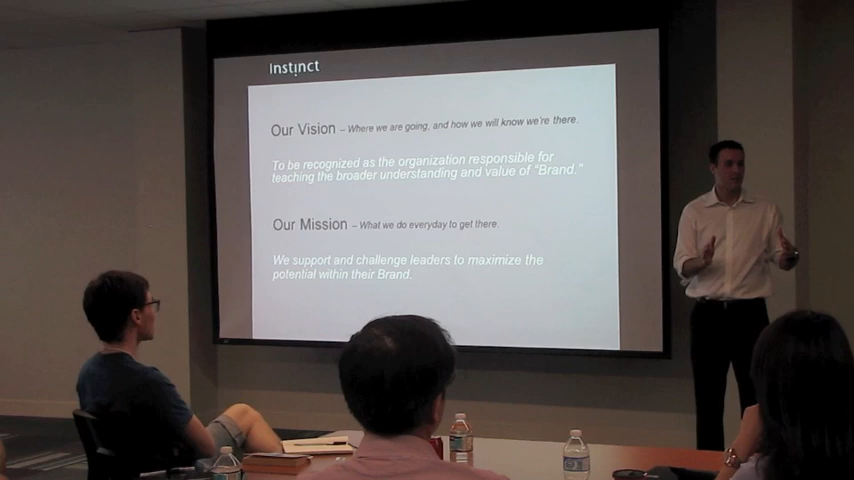 Instinct
Our Vision – Where we are going, and how we will know we're there.
To be recognized as the organization responsible for
teaching the broader understanding and value of "Brand."
Our Mission – What we do everyday to get there.
We support and challenge leaders to maximize the
potential within their Brand.